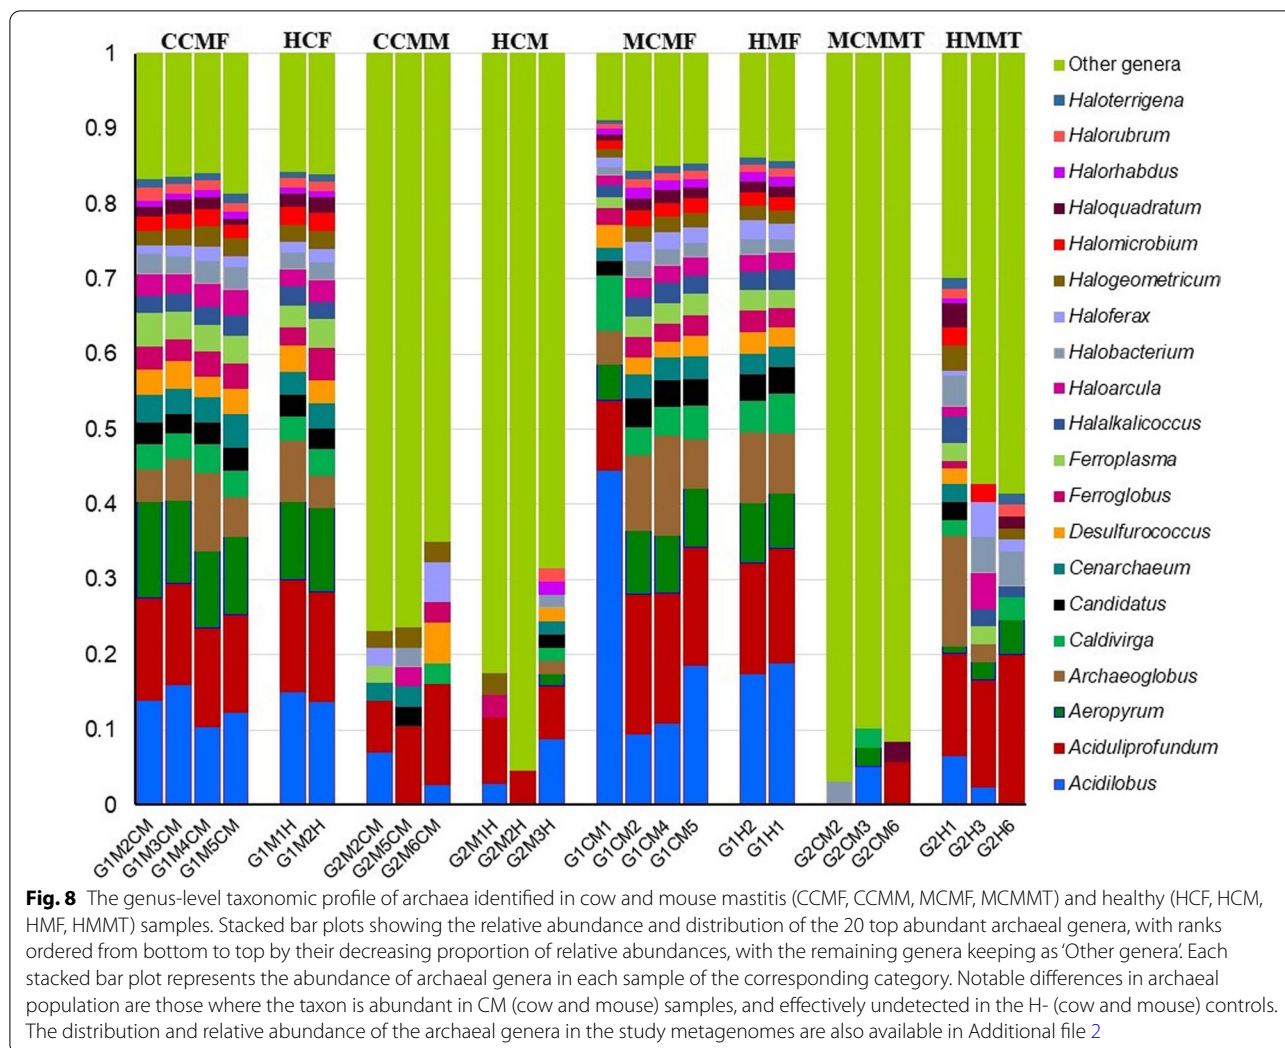 CCMF HCF CCMM HCM MCMF HMF MCMMT HMMT
1
0.9
0.8
0.7
0.6
0.5
0.4
0.3
0.2
0.1
0
G1M2CM G1M3CM G1M4CM G1M5CM G1M1H G1M2H G2M2CM G2M5CM G2M6CM G2M1H G2M2H G2M3H G1CM1 G1CM2 G1CM4 G1CM5 G1H2 G1H1 G2CM2 G2CM3 G2CM6 G2H1 G2H3 G2H6
Other genera
Haloterrigena
Halorubrum
Halorhabdus
Haloquadratum
Halomicrobium
Halogeometricum
Haloferax
Halobacterium
Haloarcula
Halalkalicoccus
Ferroplasma
Ferroglobus
Desulfurococcus
Cenarchaeum
Candidatus
Caldivirga
Archaeoglobus
Aeropyrum
Aciduliprofundum
Acidilobus
Fig. 8 The genus-level taxonomic profile of archaea identified in cow and mouse mastitis (CCMF, CCMM, MCMF, MCMMT) and healthy (HCF, HCM,
HMF, HMMT) samples. Stacked bar plots showing the relative abundance and distribution of the 20 top abundant archaeal genera, with ranks
ordered from bottom to top by their decreasing proportion of relative abundances, with the remaining genera keeping as ‘Other genera’. Each
stacked bar plot represents the abundance of archaeal genera in each sample of the corresponding category. Notable differences in archaeal
population are those where the taxon is abundant in CM (cow and mouse) samples, and effectively undetected in the H- (cow and mouse) controls.
The distribution and relative abundance of the archaeal genera in the study metagenomes are also available in Additional file 2